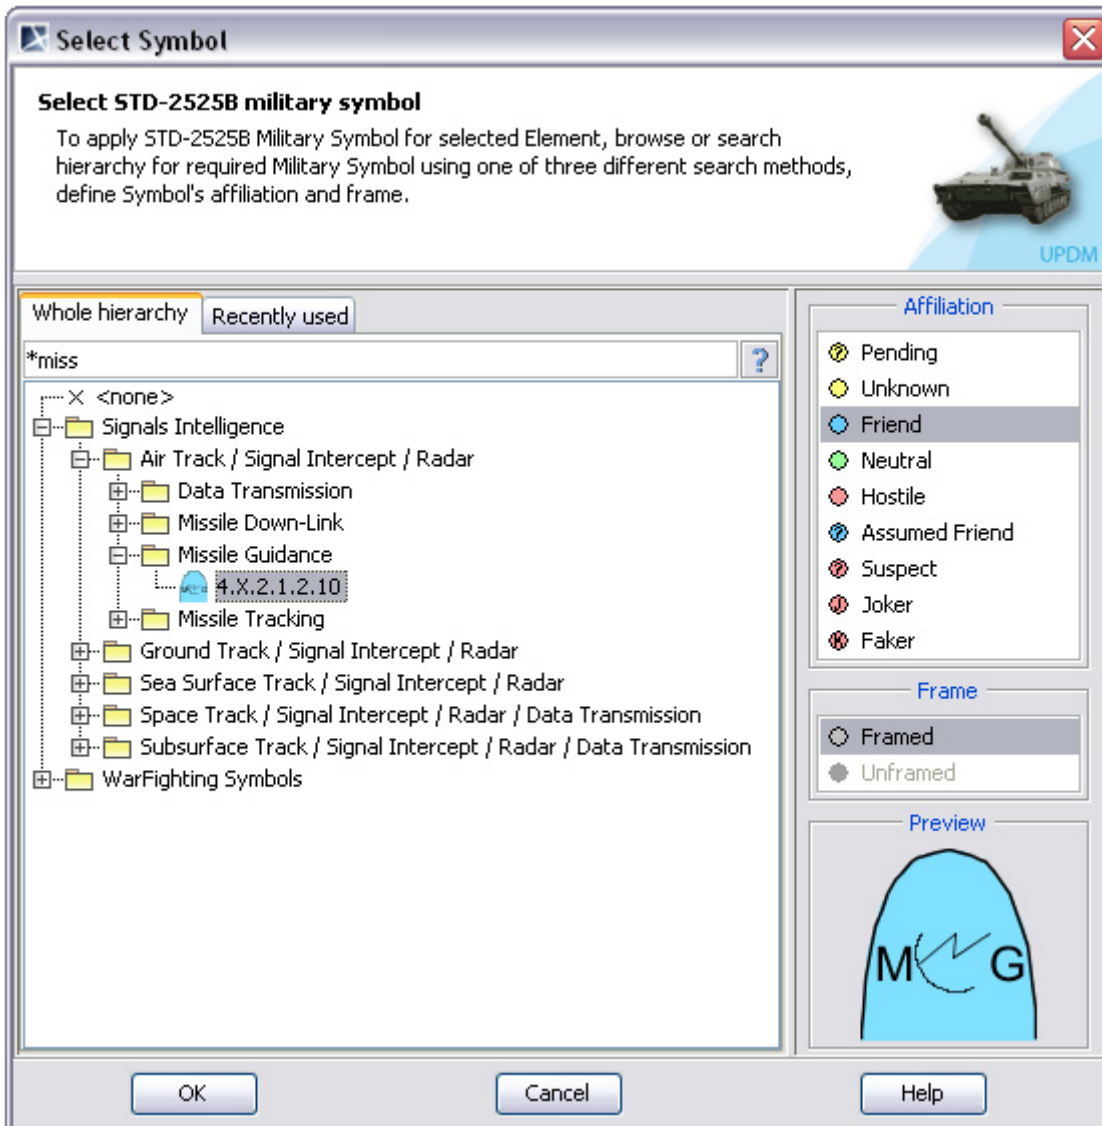 Select Symbol
Select STD-2525B military symbol
To apply STD-2525B Military Symbol for selected Element, browse or search
hierarchy for required Military Symbol using one of three different search methods,
define Symbol's affiliation and frame.
UPDM
Whole hierarchy
Recently used
*miss
?
<none>
Signals Intelligence
Air Track / Signal Intercept / Radar
Data Transmission
Missile Down-Link
Missile Guidance
4.X.2.1.2.10
Missile Tracking
Ground Track / Signal Intercept / Radar
Sea Surface Track / Signal Intercept / Radar
Space Track / Signal Intercept / Radar / Data Transmission
Subsurface Track / Signal Intercept / Radar / Data Transmission
WarFighting Symbols
Affiliation
? Pending
Unknown
Friend
Neutral
Hostile
? Assumed Friend
? Suspect
J Joker
K Faker
Frame
Framed
Unframed
Preview
M G
OK
Cancel
Help